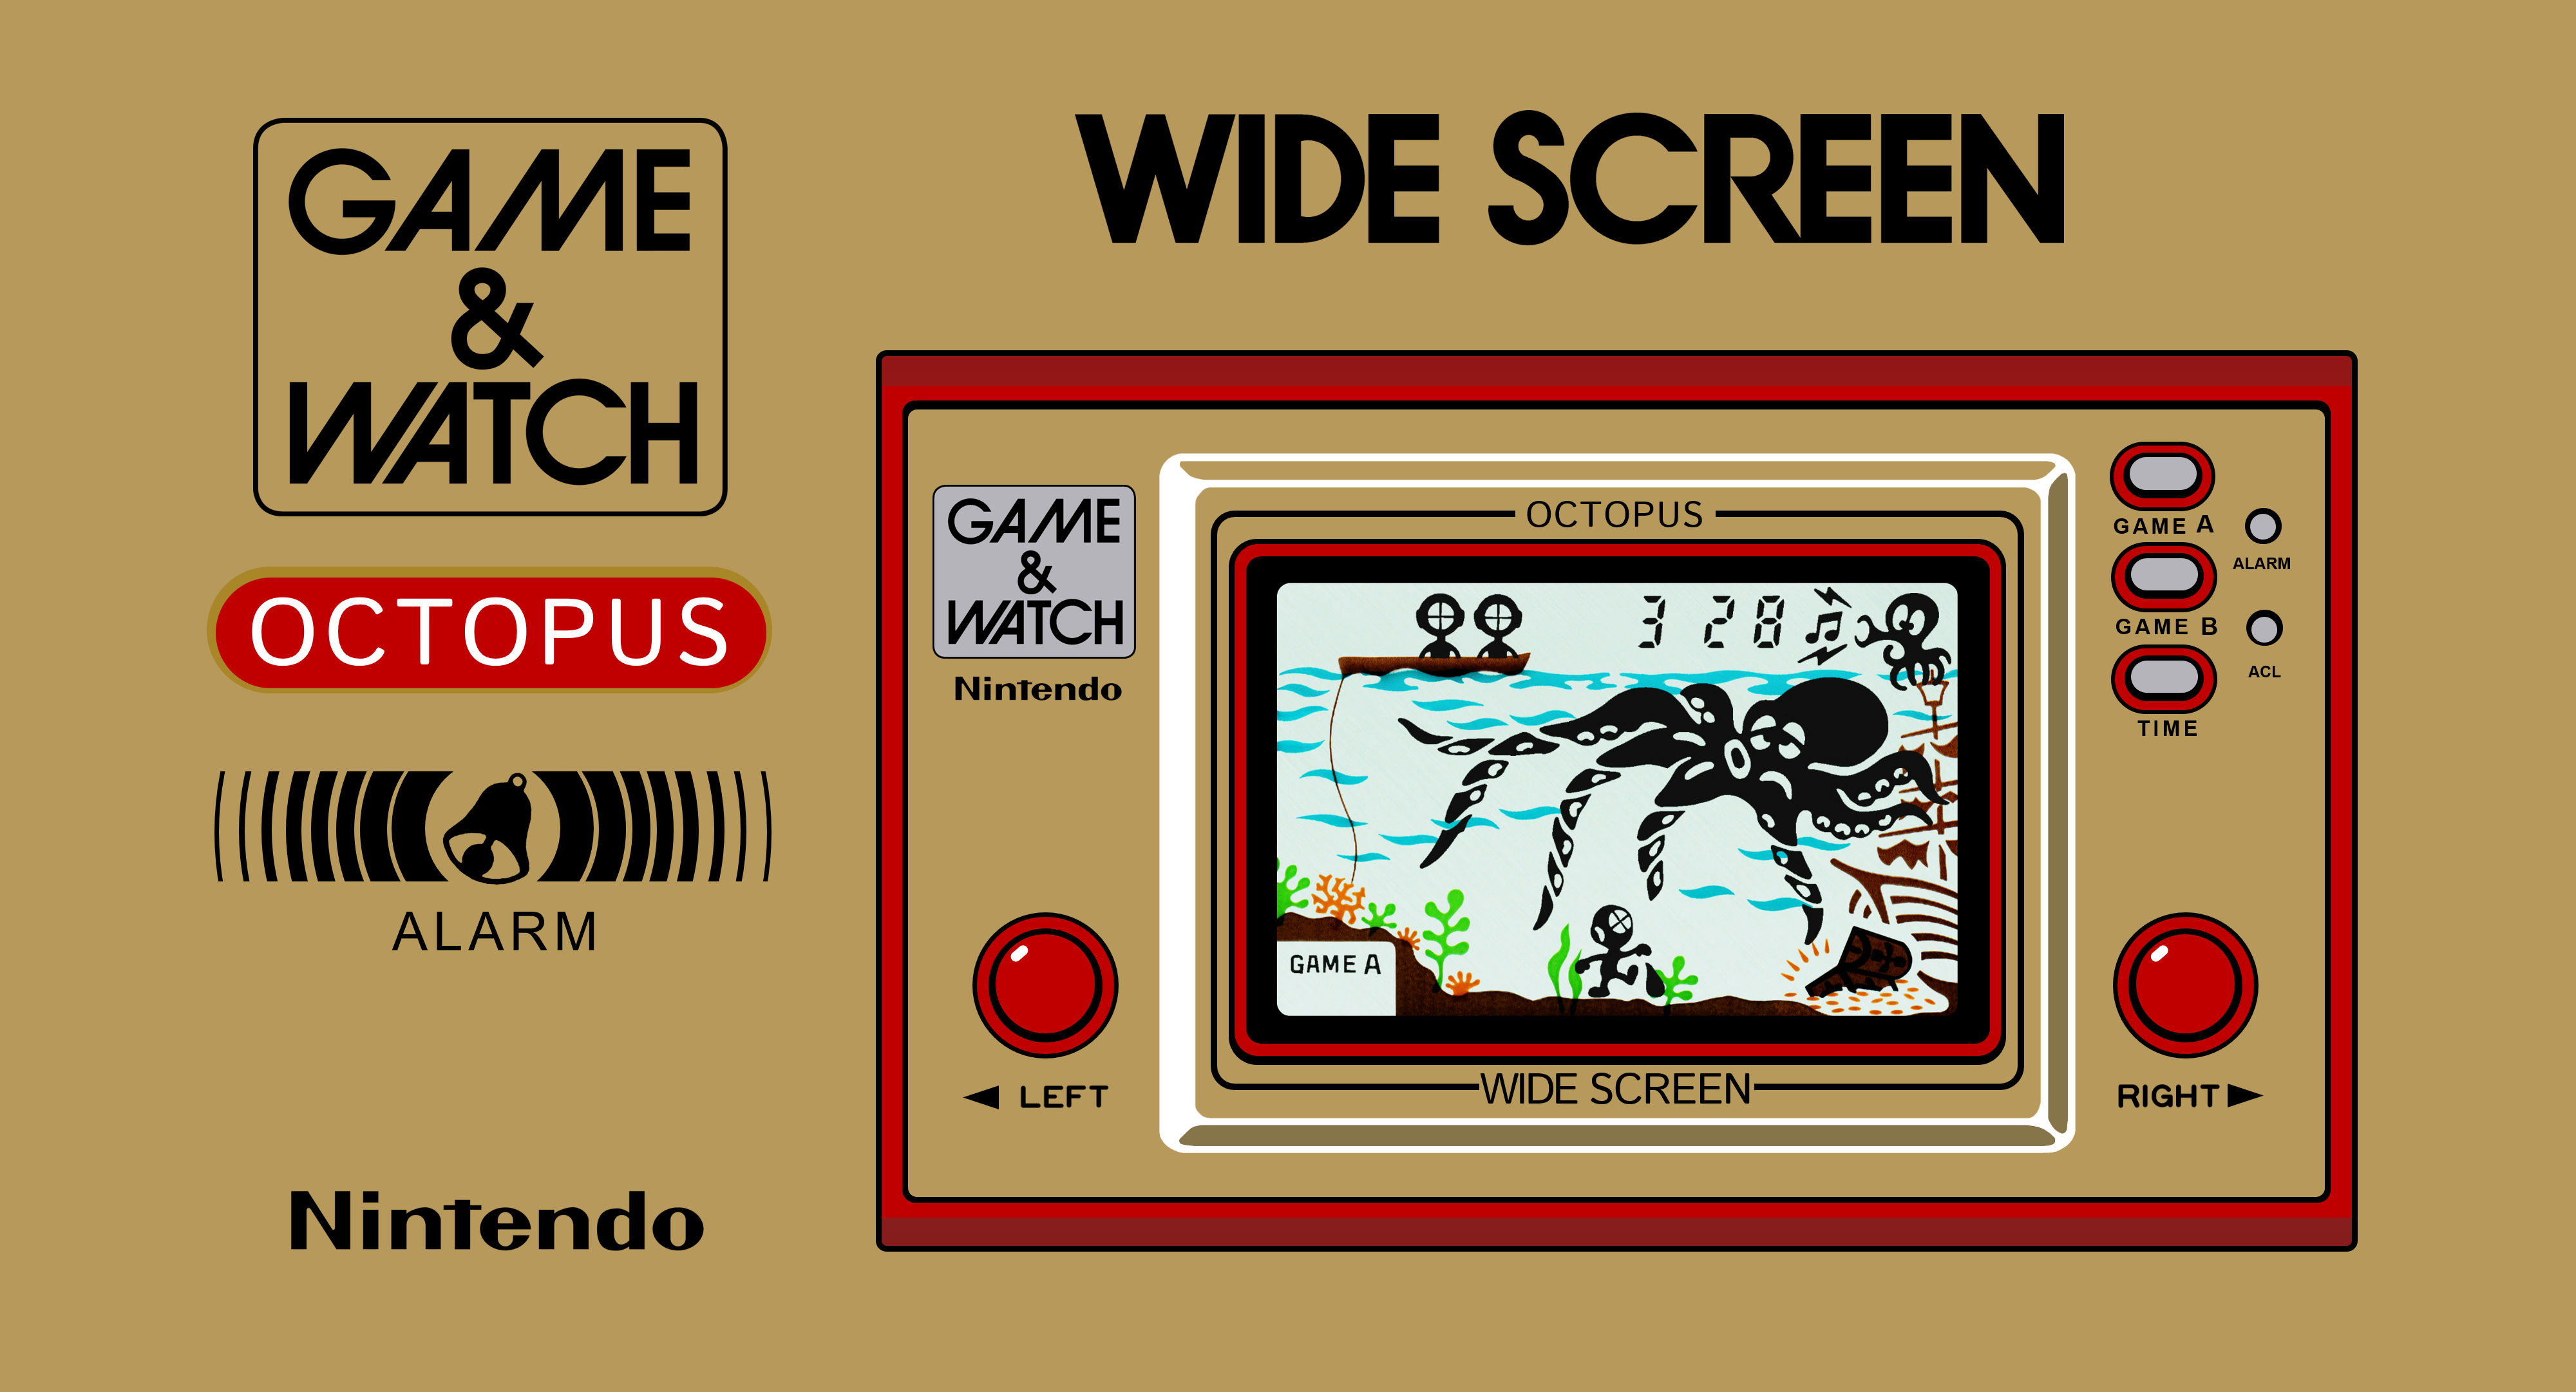 GAME
&
WATCH
OCTOPUS
ALARM
Nintendo
WIDE SCREEN
GAME
&
WATCH
Nintendo
OCTOPUS
3 28
GAME A
WIDE SCREEN
◀ LEFT
GAME A
ALARM
GAME B
ACL
TIME
RIGHT ▶